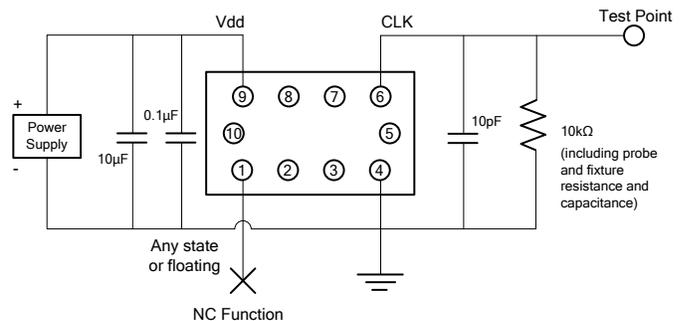 Test Point
Vdd
CLK
9
8
7
6
+
Power
Supply
-
0.1µF
10µF
10
5
10pF
10kΩ
(including probe
and fixture
resistance and
capacitance)
1
2
3
4
Any state
or floating
NC Function